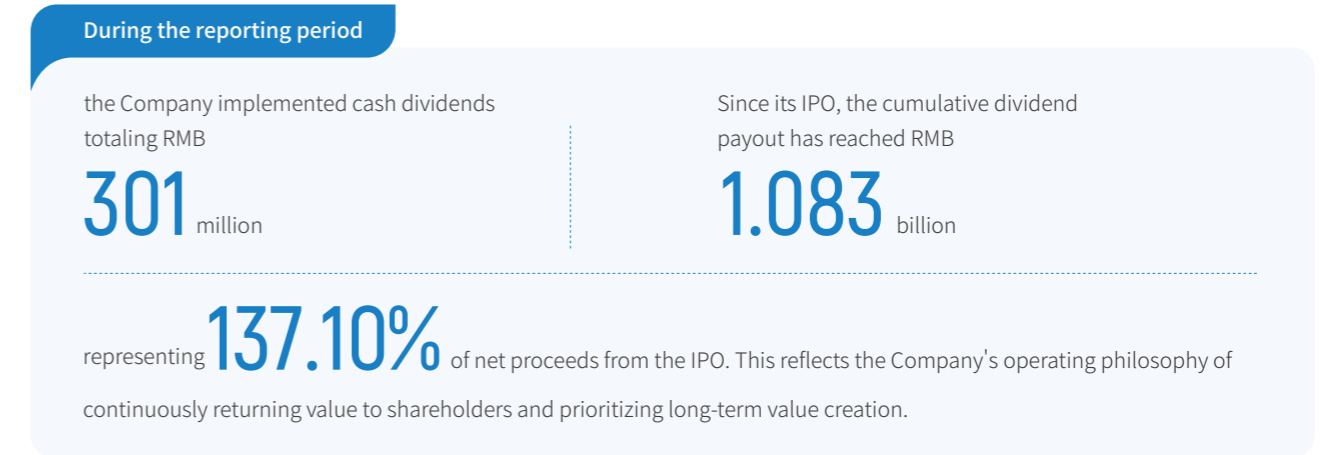 During the reporting period
the Company implemented cash dividends
totaling RMB
301 million
Since its IPO, the cumulative dividend
payout has reached RMB
1.083 billion
representing 137.10% of net proceeds from the IPO. This reflects the Company's operating philosophy of
continuously returning value to shareholders and prioritizing long-term value creation.